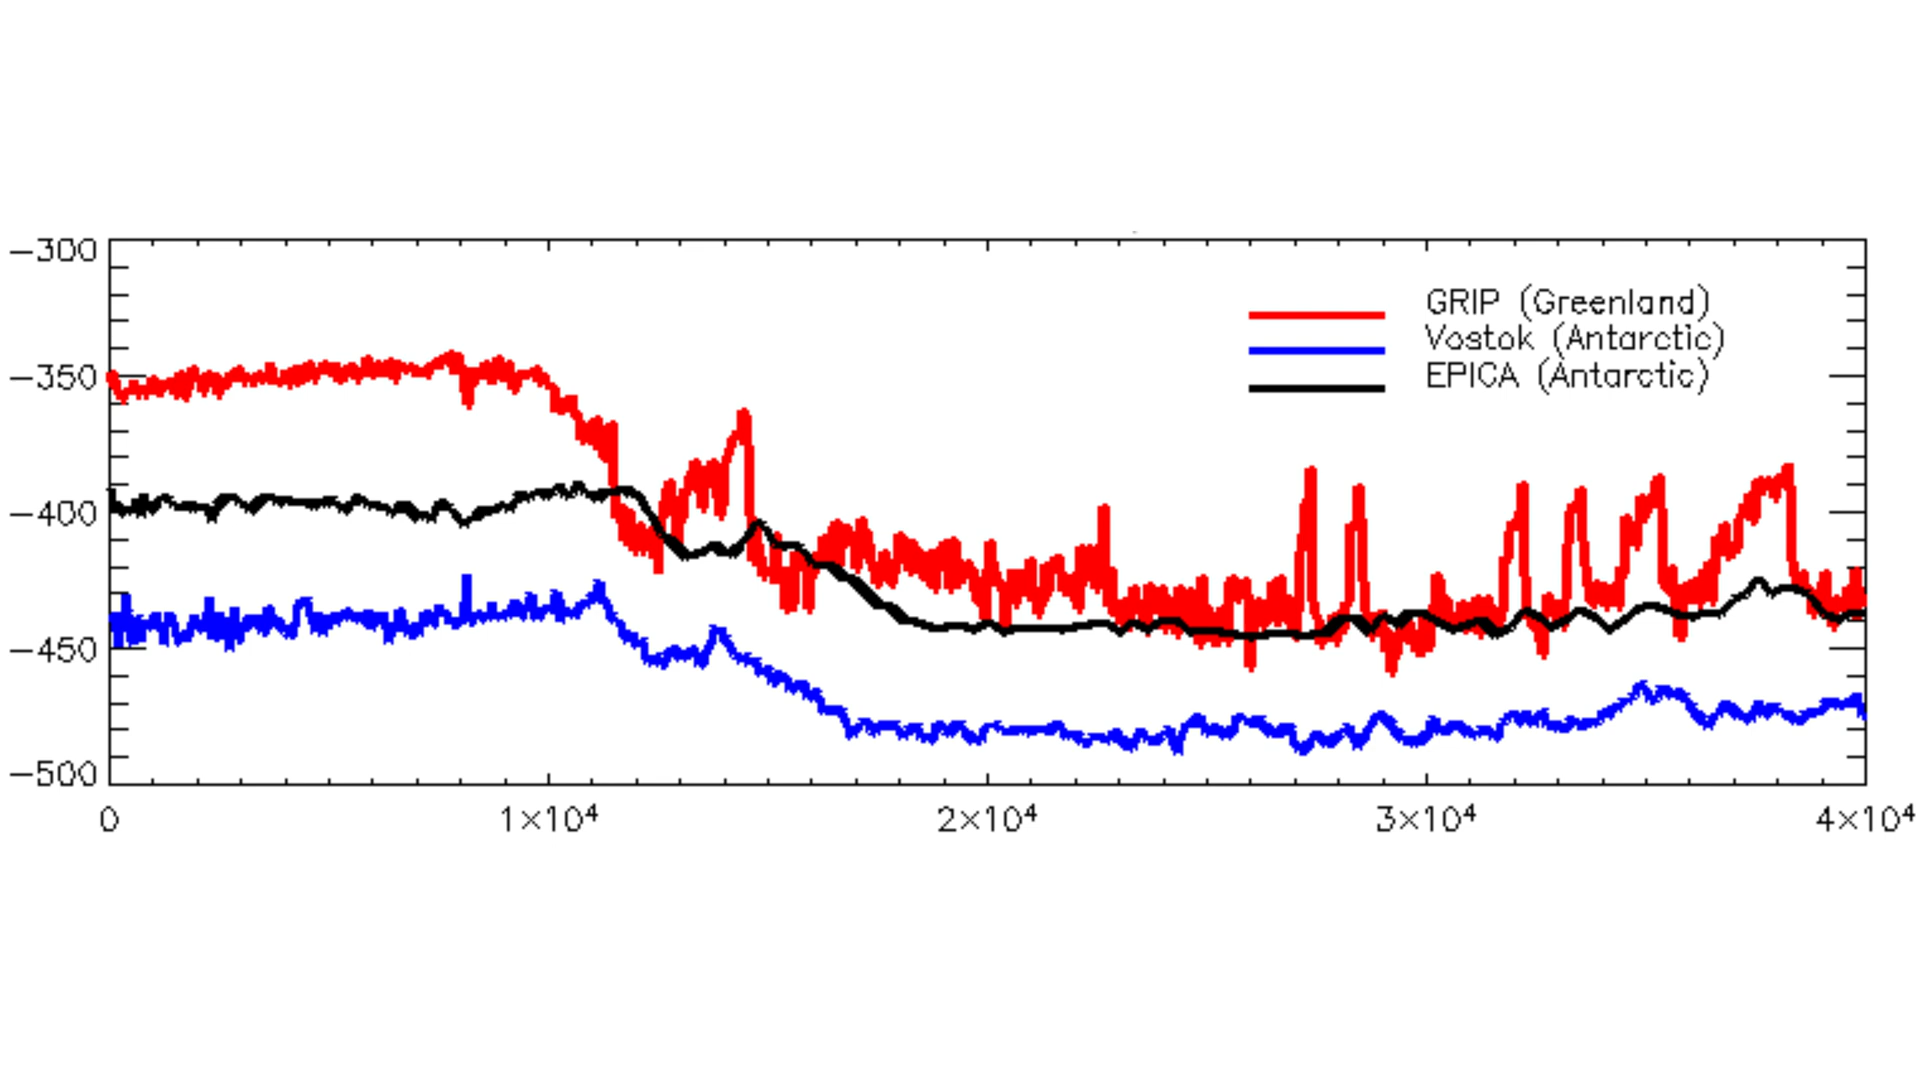 GRIP (Greenland)
Vostok (Antarctic)
EPICA (Antarctic)
−300
−350
−400
−450
−500
0 1×10⁴ 2×10⁴ 3×10⁴ 4×10⁴